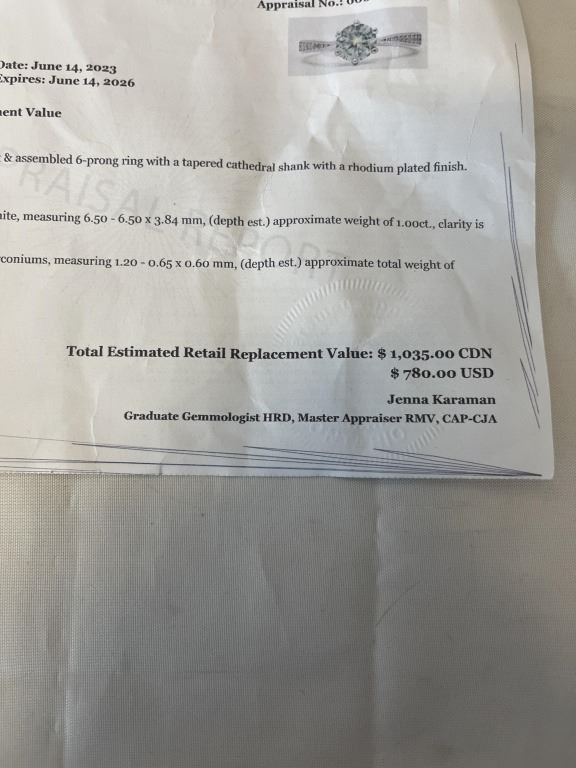 Appraisal No.:
Date: June 14, 2023
Expires: June 14, 2026
Value
& assembled 6-prong ring with a tapered cathedral shank with a rhodium plated finish.
measuring 6.50 - 6.50 x 3.84 mm, (depth est.) approximate weight of 1.00ct., clarity is
measuring 1.20 - 0.65 x 0.60 mm, (depth est.) approximate total weight of
Total Estimated Retail Replacement Value: $ 1,035.00 CDN
$ 780.00 USD
Jenna Karaman
Graduate Gemmologist HRD, Master Appraiser RMV, CAP-CJA